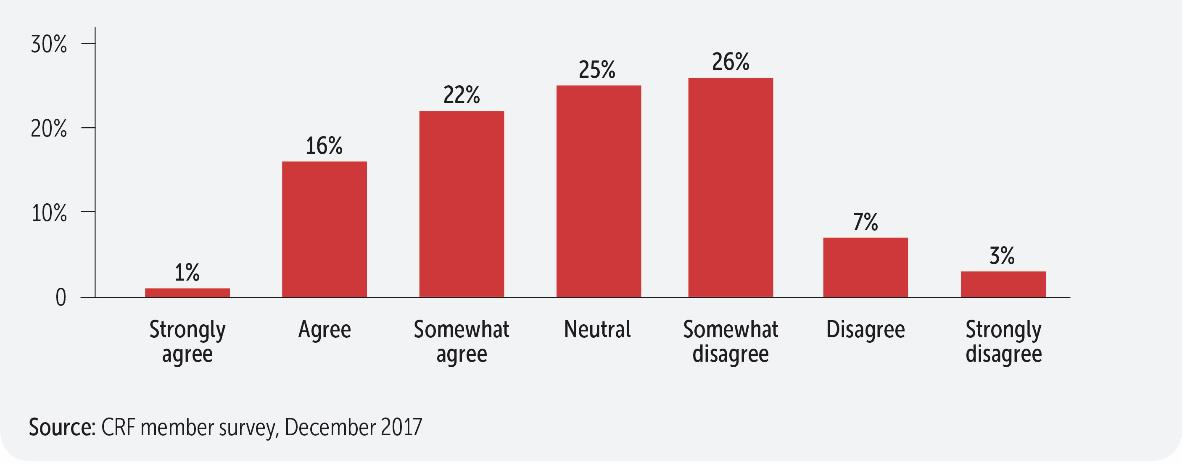 30%
20%
10%
0
1%
16%
22%
25%
26%
7%
3%
Strongly
agree
Agree
Somewhat
agree
Neutral
Somewhat
disagree
Disagree
Strongly
disagree
Source: CRF member survey, December 2017